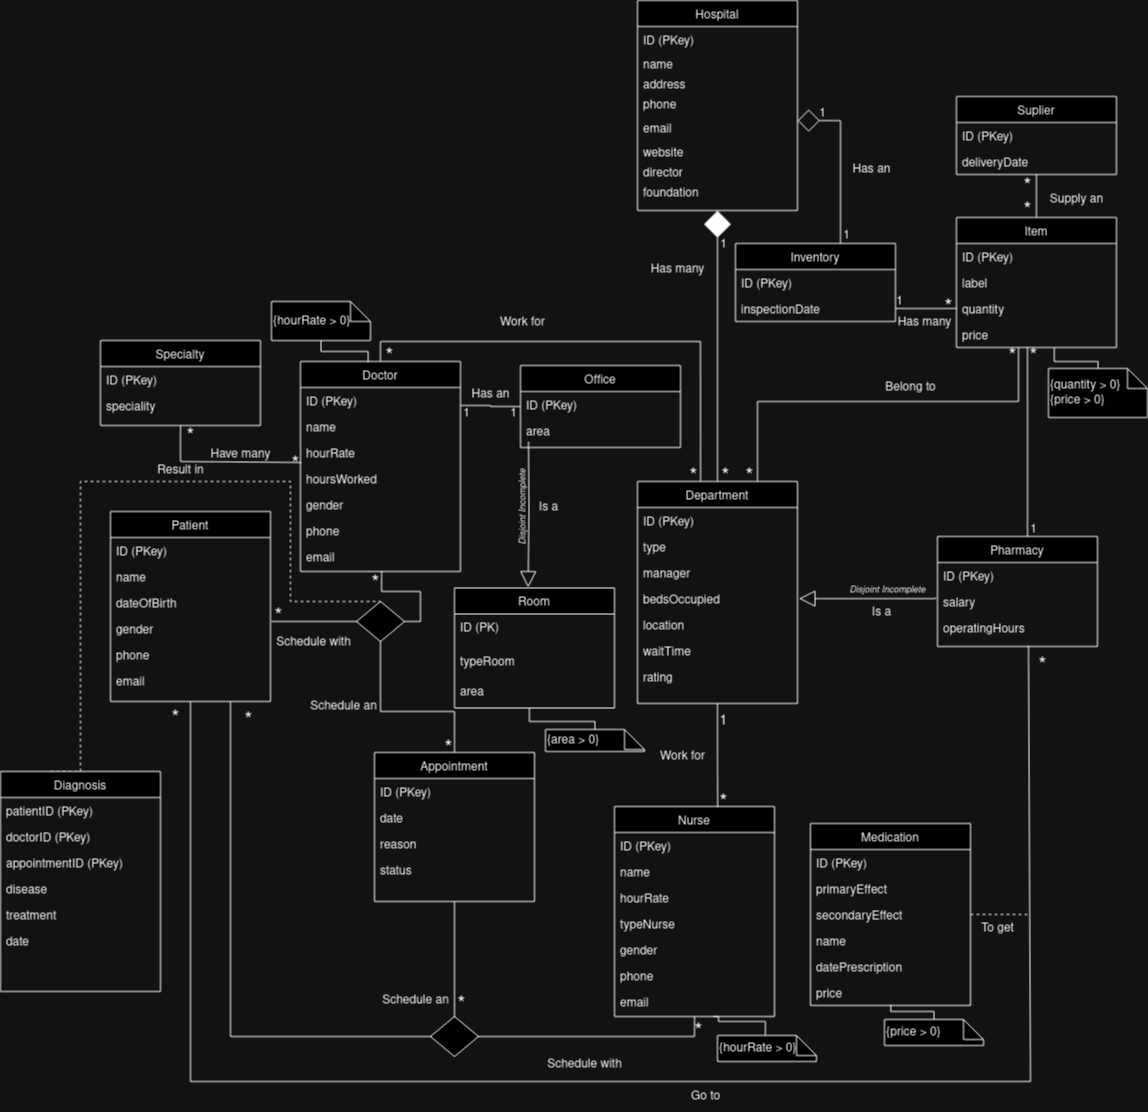 Hospital
ID (PKey)
name
address
phone
email
website
director
foundation
1
Has an
1
1
Has many
Suplier
ID (PKey)
deliveryDate
*
*
Supply an
Item
ID (PKey)
label
quantity
price
Inventory
ID (PKey)
inspectionDate
1
*
Has many
{hourRate > 0}
Work for
*
Specialty
ID (PKey)
speciality
*
Have many
*
Result in
Doctor
ID (PKey)
name
hourRate
hoursWorked
gender
phone
email
*
Has an
1
1
Office
ID (PKey)
area
Disjoint Incomplete
Is a
*
*
{quantity > 0}
{price > 0}
Belong to
*
*
*
Department
ID (PKey)
type
manager
bedsOccupied
location
waitTime
rating
1
1
Pharmacy
ID (PKey)
salary
operatingHours
*
Disjoint Incomplete
Is a
Patient
ID (PKey)
name
dateOfBirth
gender
phone
email
*
*
*
Schedule with
Room
ID (PK)
typeRoom
area
{area > 0}
Schedule an
*
Work for
*
Appointment
ID (PKey)
date
reason
status
Diagnosis
patientID (PKey)
doctorID (PKey)
appointmentID (PKey)
disease
treatment
date
Nurse
ID (PKey)
name
hourRate
typeNurse
gender
phone
email
*
{hourRate > 0}
Medication
ID (PKey)
primaryEffect
secondaryEffect
name
datePrescription
price
{price > 0}
To get
Schedule an
*
Schedule with
Go to